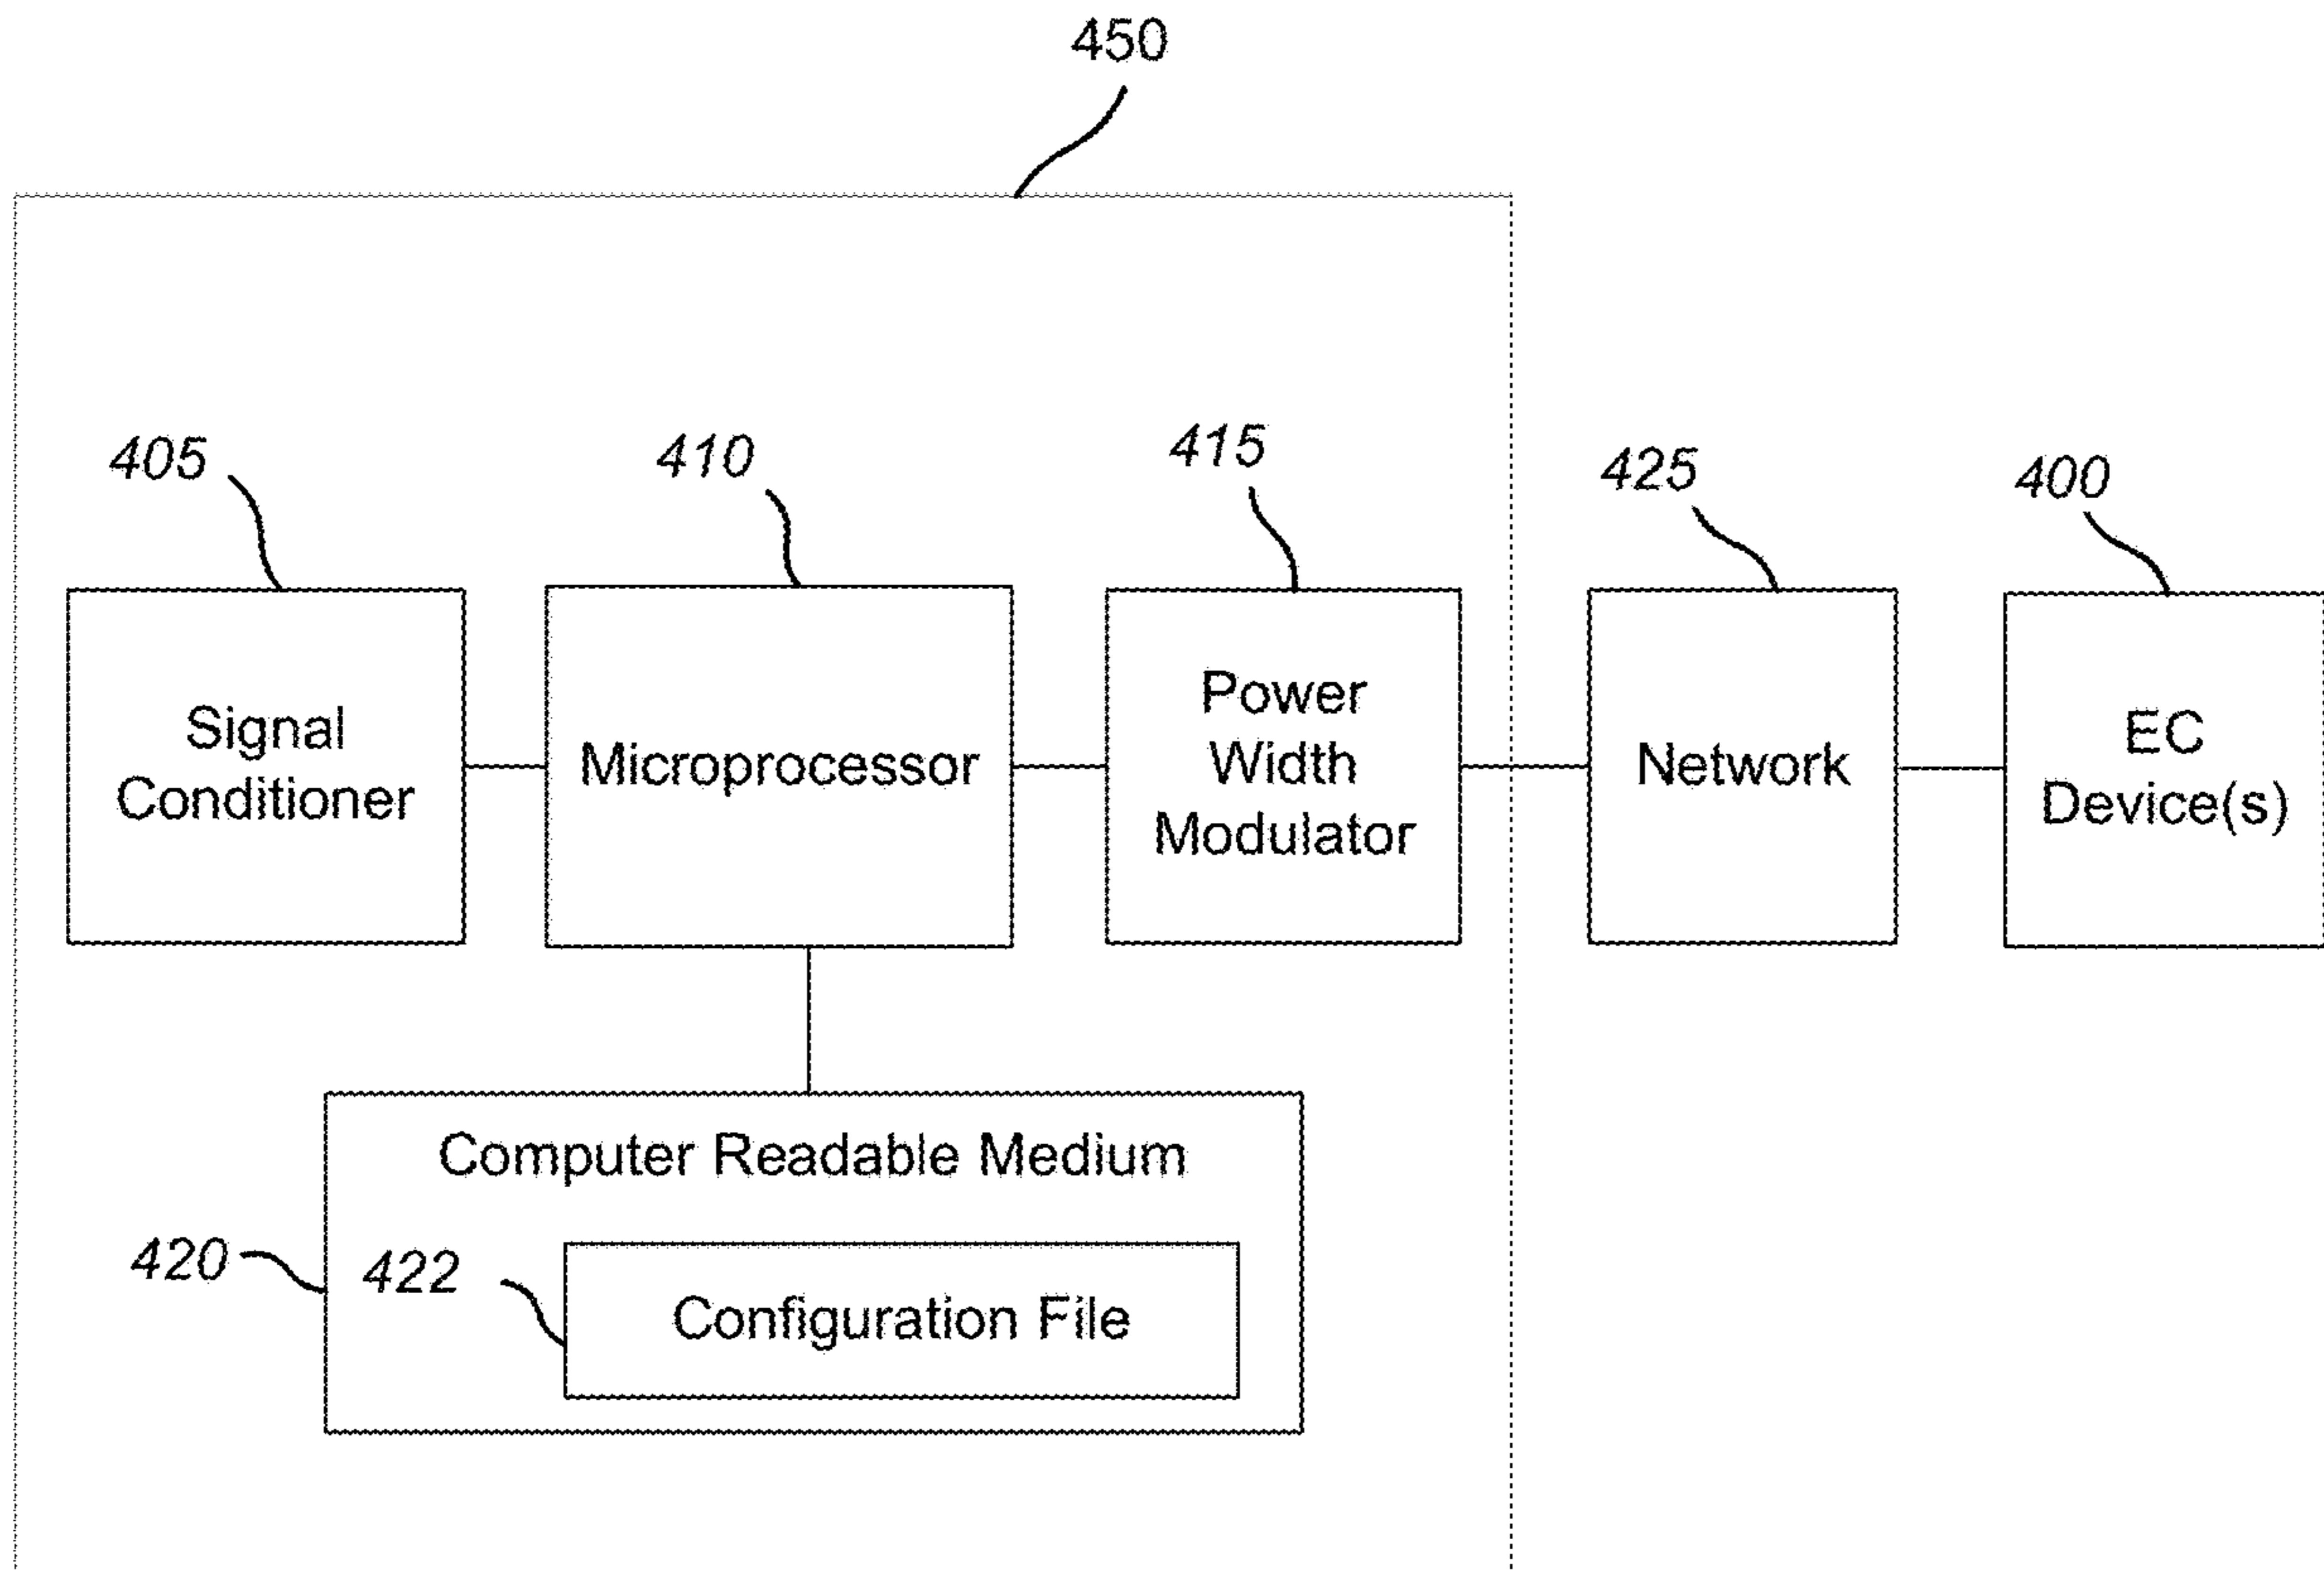 450
405
410
415
425
400
Signal
Conditioner
Microprocessor
Power
Width
Modulator
Network
EC
Device(s)
Computer Readable Medium
420
422
Configuration File